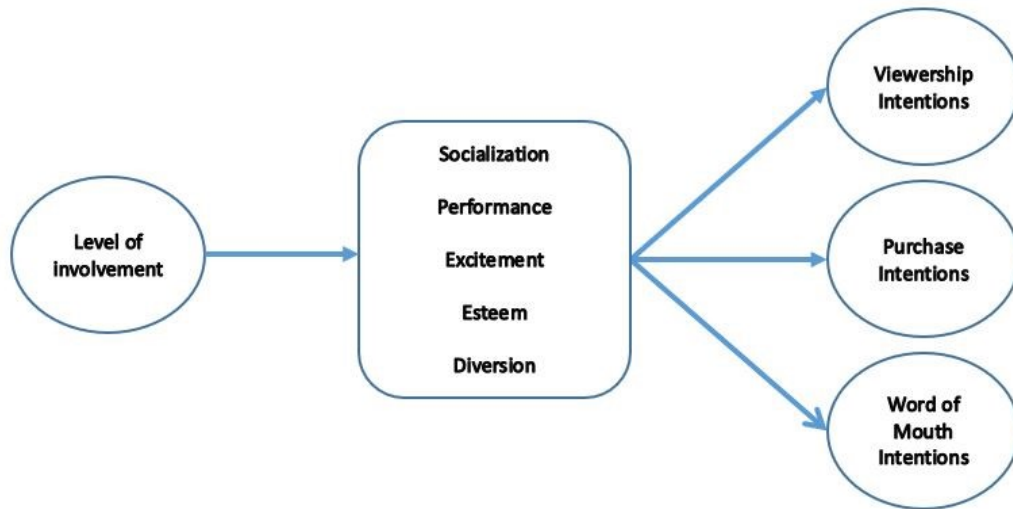 Level of
involvement
Socialization
Performance
Excitement
Esteem
Diversion
Viewership
Intentions
Purchase
Intentions
Word of
Mouth
Intentions